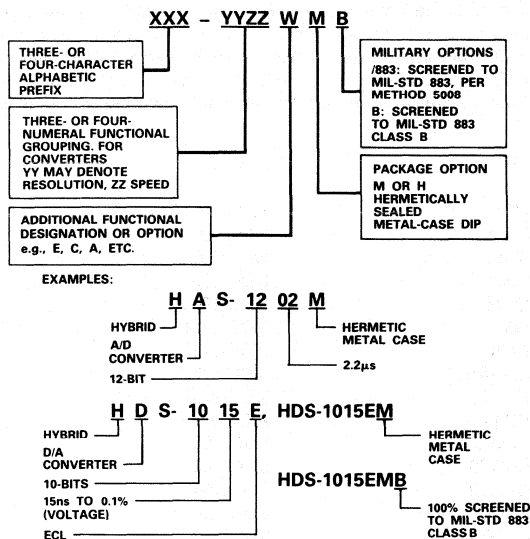 XXX – YYZZ W M B
THREE- OR
FOUR-CHARACTER
ALPHABETIC
PREFIX
THREE- OR FOUR-
NUMERAL FUNCTIONAL
GROUPING. FOR
CONVERTERS
YY MAY DENOTE
RESOLUTION, ZZ SPEED
ADDITIONAL FUNCTIONAL
DESIGNATION OR OPTION
e.g., E, C, A, ETC.
MILITARY OPTIONS
/883: SCREENED TO
MIL-STD 883, PER
METHOD 5008
B: SCREENED
TO MIL-STD 883
CLASS B
PACKAGE OPTION
M OR H
HERMETICALLY
SEALED
METAL-CASE DIP
EXAMPLES:
H A S- 12 02 M
HYBRID
A/D
CONVERTER
12-BIT
HERMETIC
METAL CASE
2.2µs
H D S- 10 15 E, HDS-1015EM
HYBRID
D/A
CONVERTER
10-BITS
15ns TO 0.1%
(VOLTAGE)
ECL
HERMETIC
METAL
CASE
HDS-1015EMB
100% SCREENED
TO MIL-STD 883
CLASS B